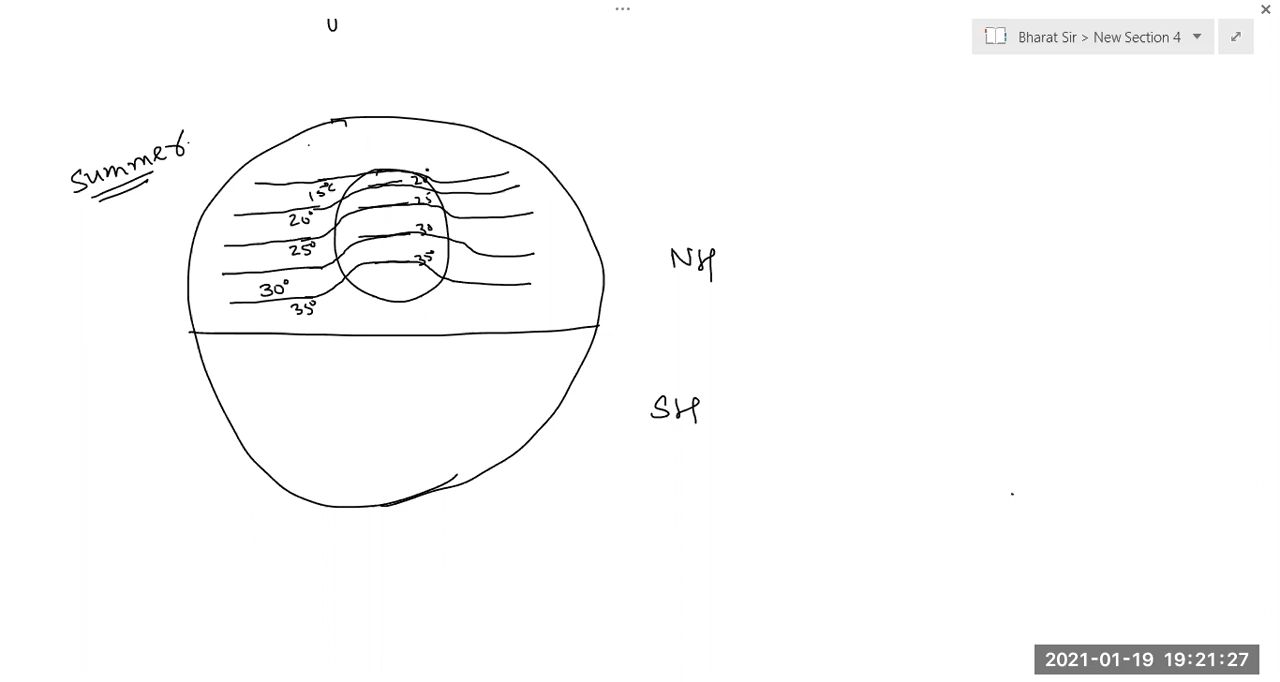 U
Bharat Sir > New Section 4
Summer
15°C
20°
20°
25
25°
30
30°
35°
35°
NH
SH
2021-01-19 19:21:27